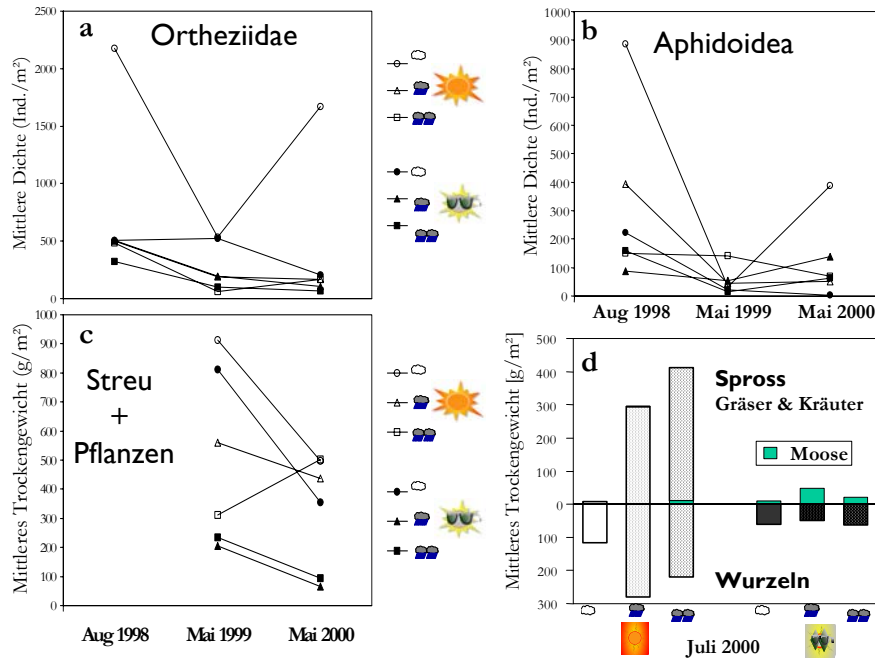 a
Ortheziidae
Mittlere Dichte (Ind./m²)
2500
2000
1500
1000
500
0
b
Aphidoidea
Mittlere Dichte (Ind./m²)
1000
900
800
700
600
500
400
300
200
100
0
Aug 1998 Mai 1999 Mai 2000
c
Streu
+
Pflanzen
Mittleres Trockengewicht (g/m²)
1000
900
800
700
600
500
400
300
200
100
0
Aug 1998 Mai 1999 Mai 2000
d
Spross
Gräser & Kräuter
Moose
Wurzeln
Mittleres Trockengewicht [g/m²]
500
400
300
200
100
0
100
200
300
Juli 2000